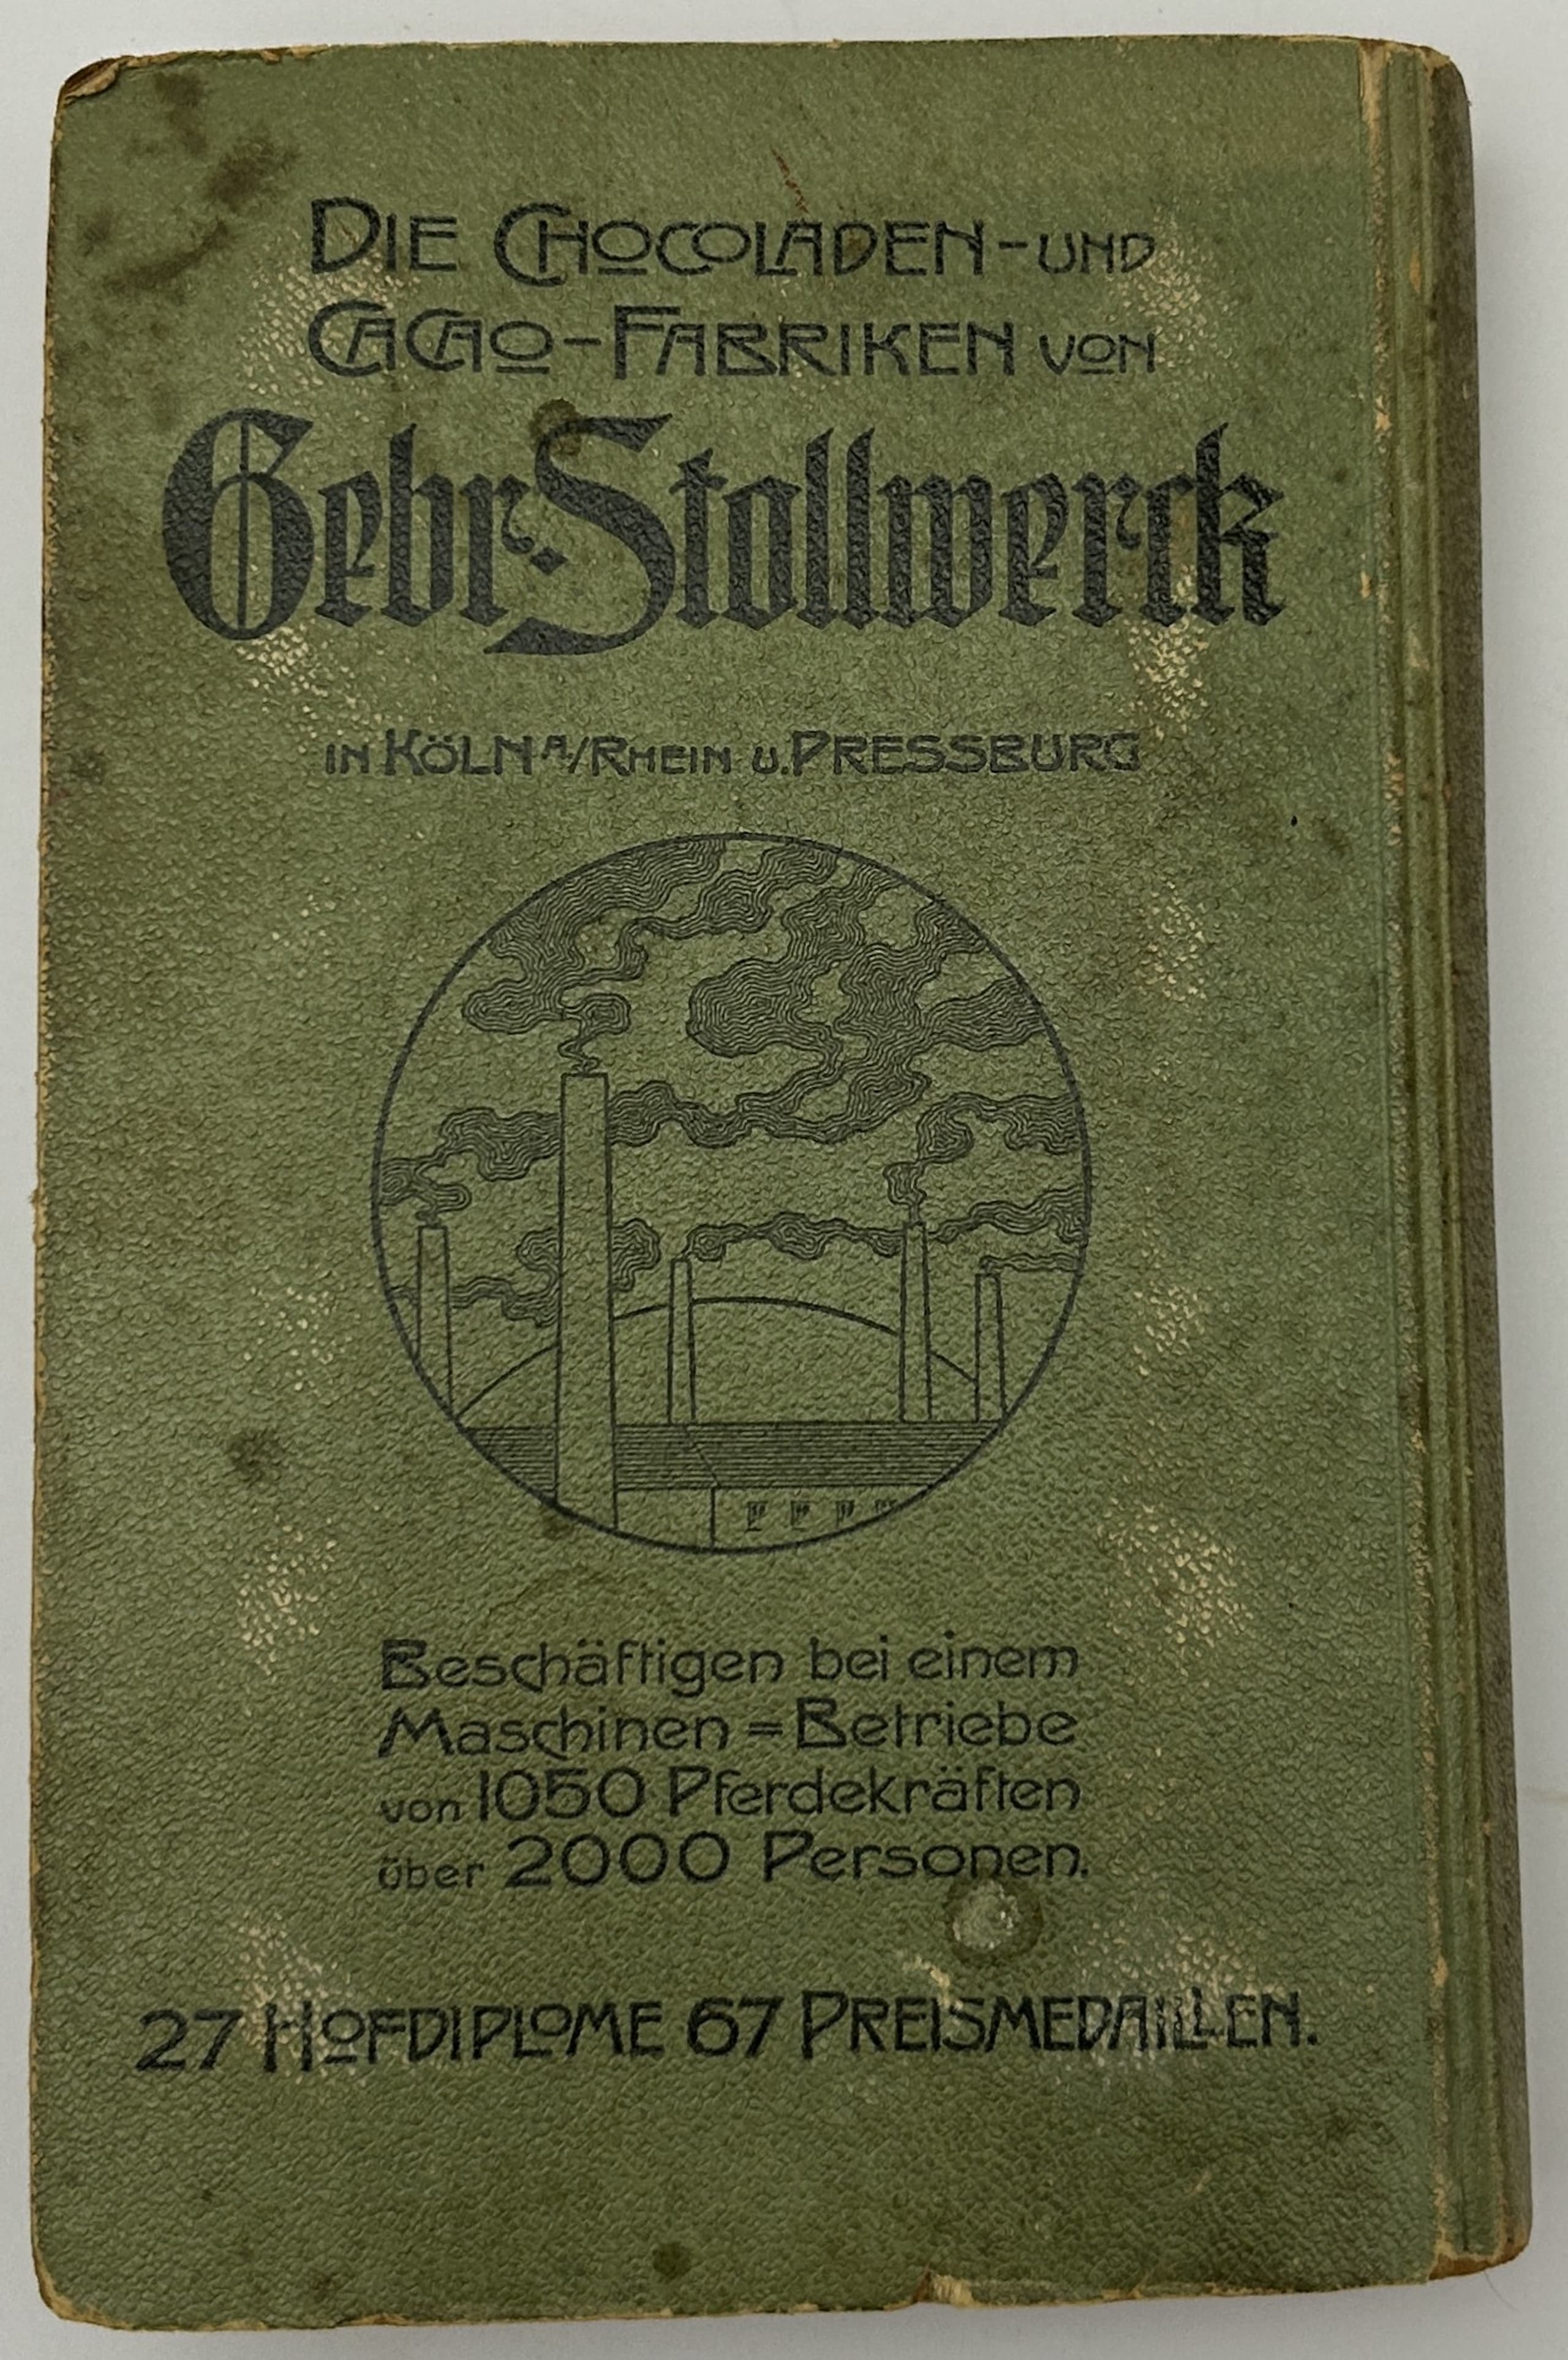 DIE CHOCOLADEN-UND
CACAO-FABRIKEN VON
Gebr. Stollwerck
IN KÖLN A/RHEIN U. PRESSBURG
Beschäftigen bei einem
Maschinen=Betriebe
von 1050 Pferdekräften
über 2000 Personen.
27 HOFDIPLOME 67 PREISMEDAILLEN.